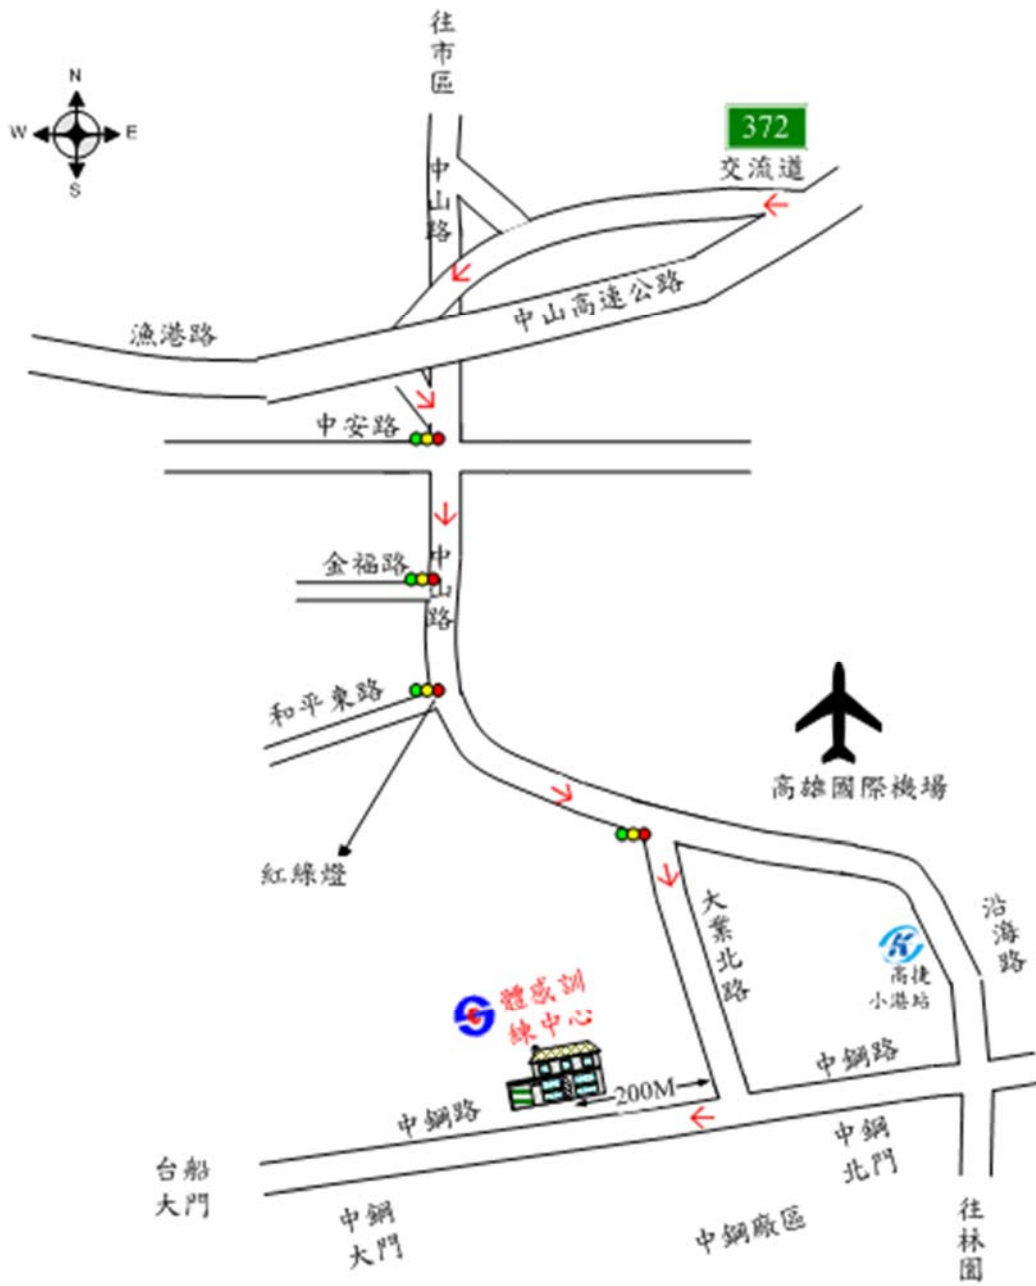 往市區
N
W
E
S
372
交流道
中山路
中山高速公路
漁港路
中安路
金福路
中山路
和平東路
高雄國際機場
紅綠燈
大業北路
沿海路
高捷
小港站
體感訓
練中心
中鋼路
200M
中鋼路
中鋼
北門
台船
大門
中鋼
大門
中鋼廠區
往林園